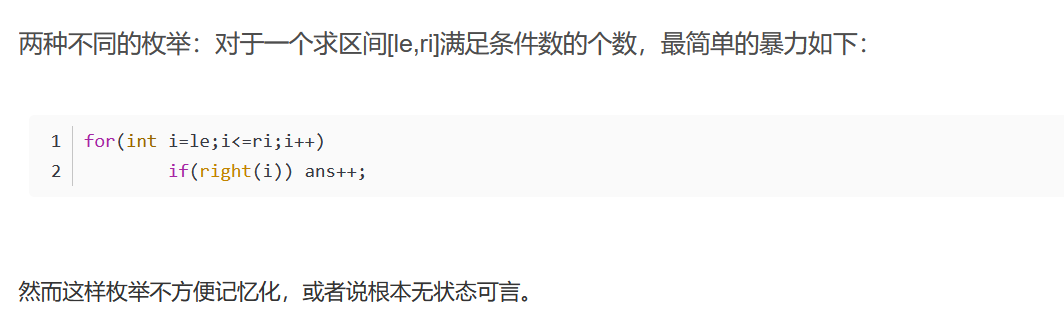 两种不同的枚举：对于一个求区间[le,ri]满足条件数的个数，最简单的暴力如下：
1 for(int i=le;i<=ri;i++)
2         if(right(i)) ans++;
然而这样枚举不方便记忆化，或者说根本无状态可言。